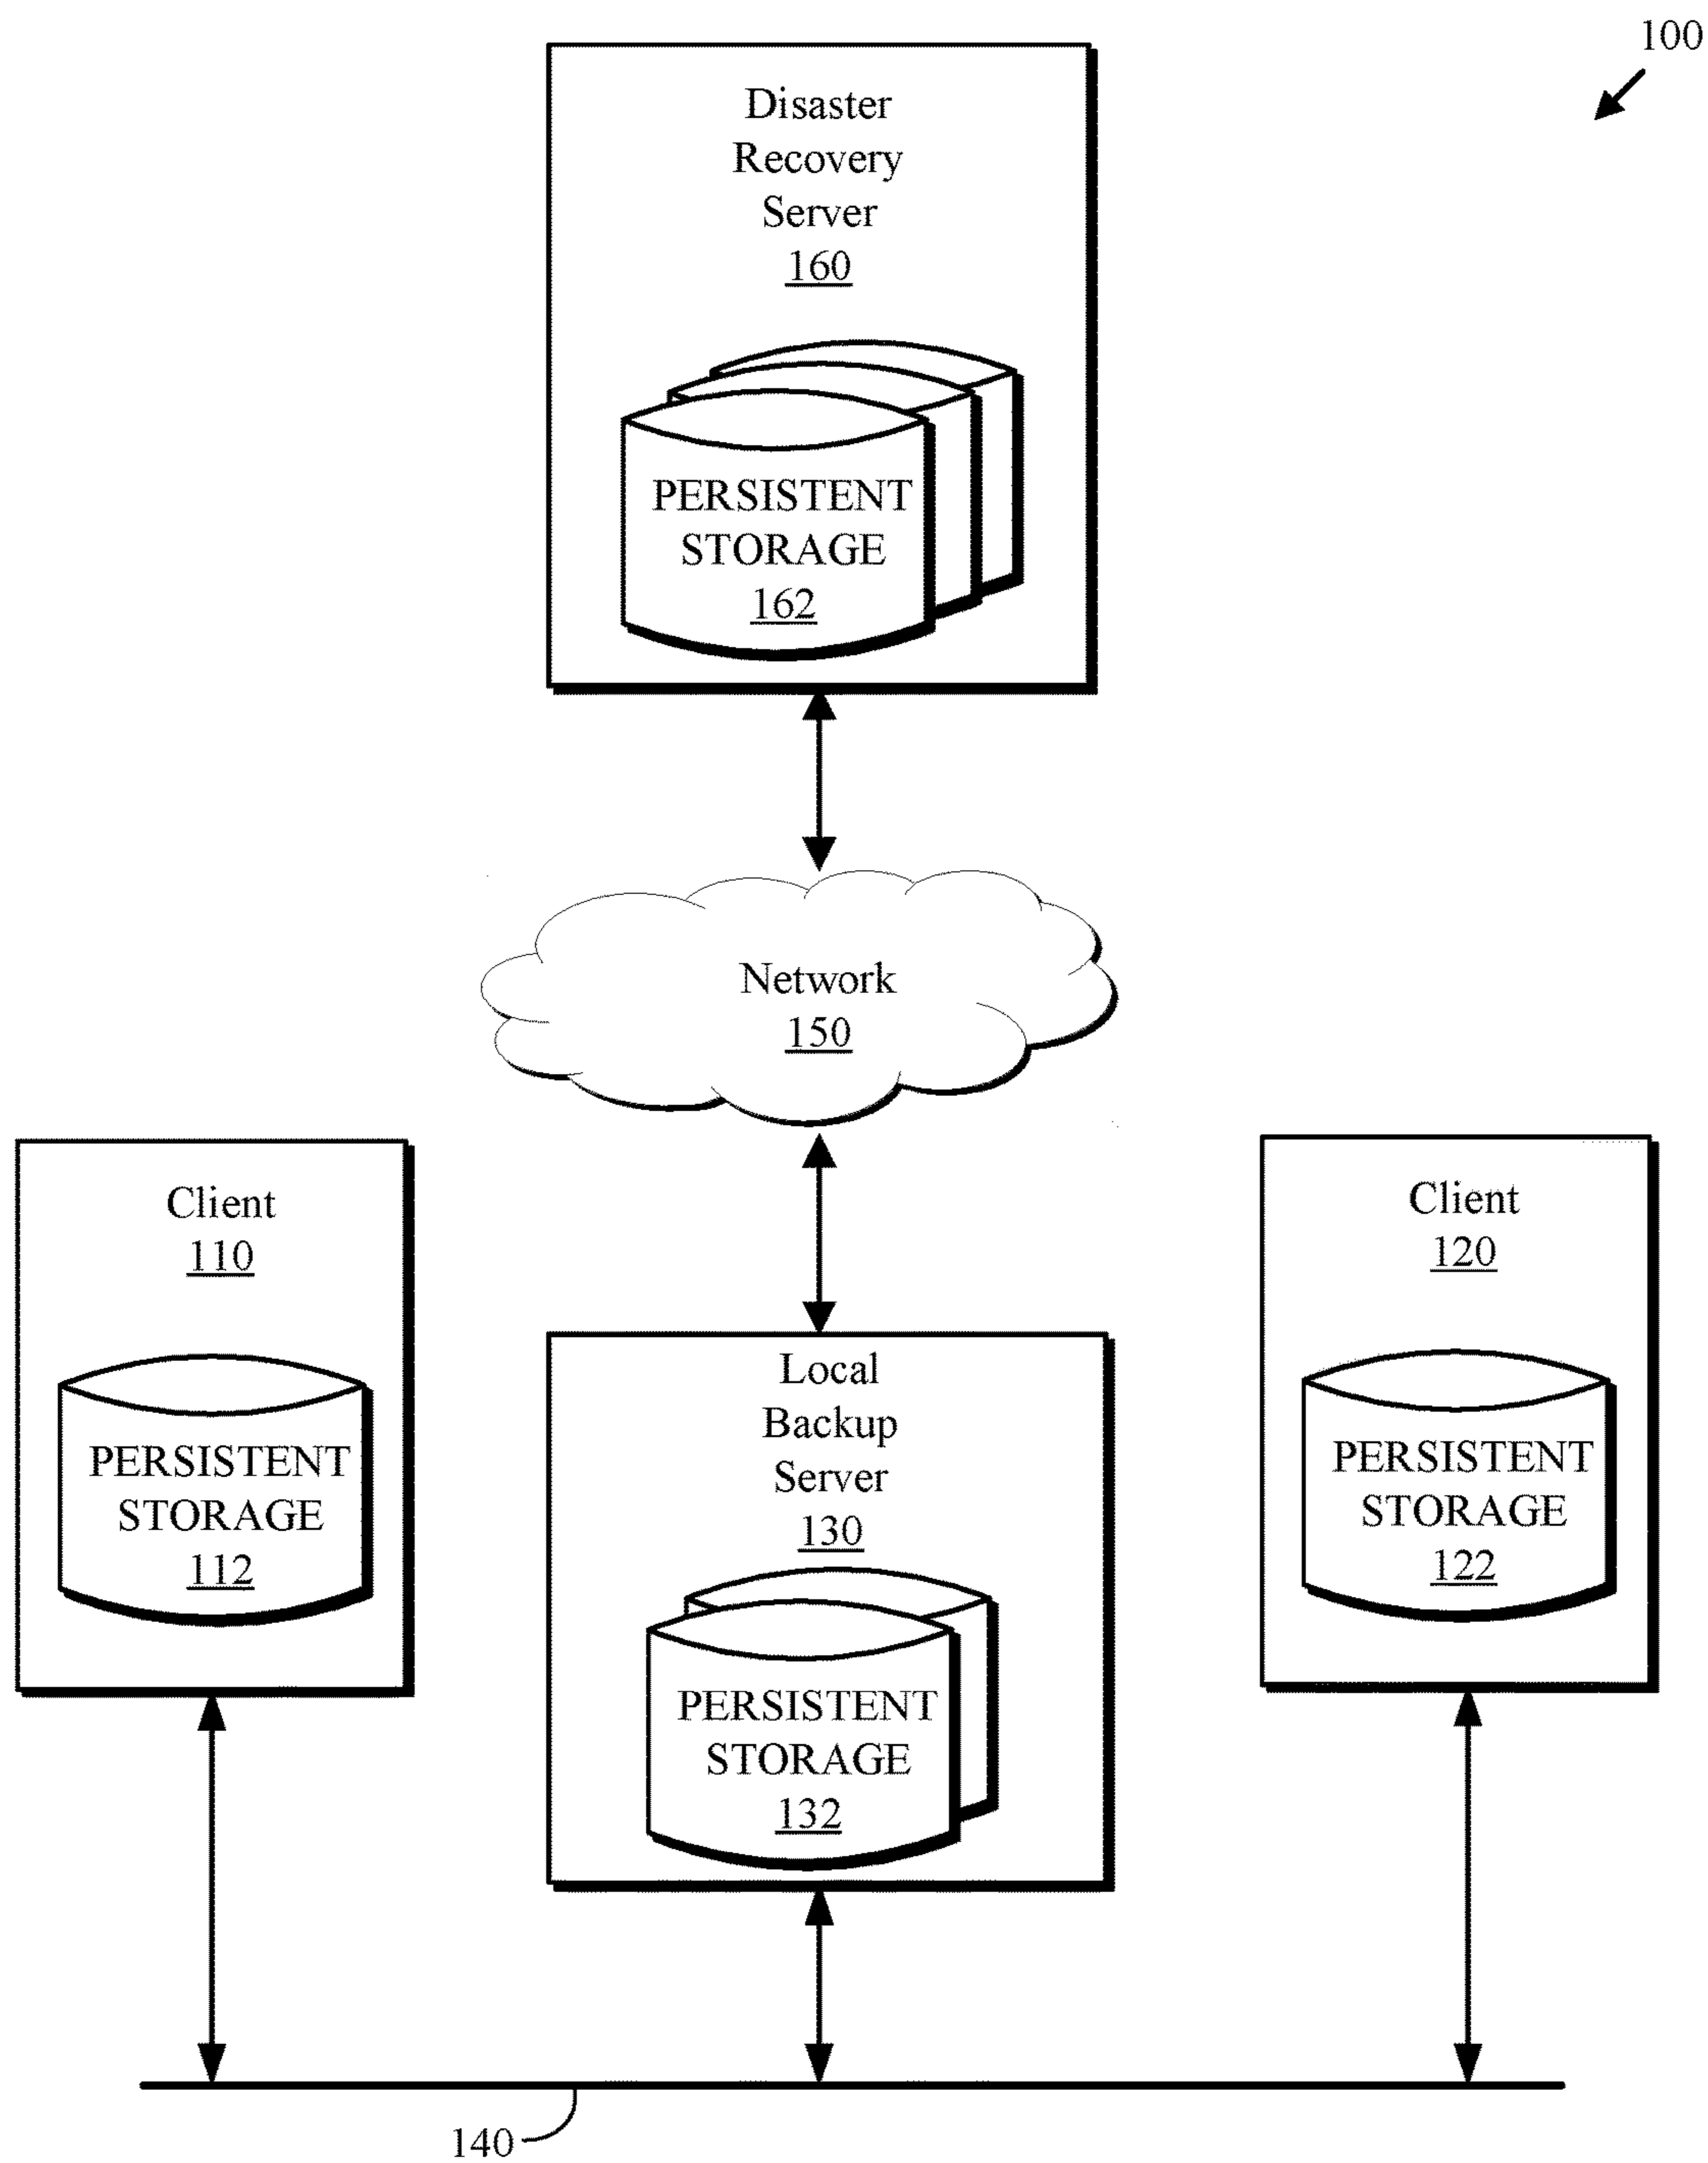 100
Disaster
Recovery
Server
160
PERSISTENT
STORAGE
162
Network
150
Client
110
PERSISTENT
STORAGE
112
Local
Backup
Server
130
PERSISTENT
STORAGE
132
Client
120
PERSISTENT
STORAGE
122
140